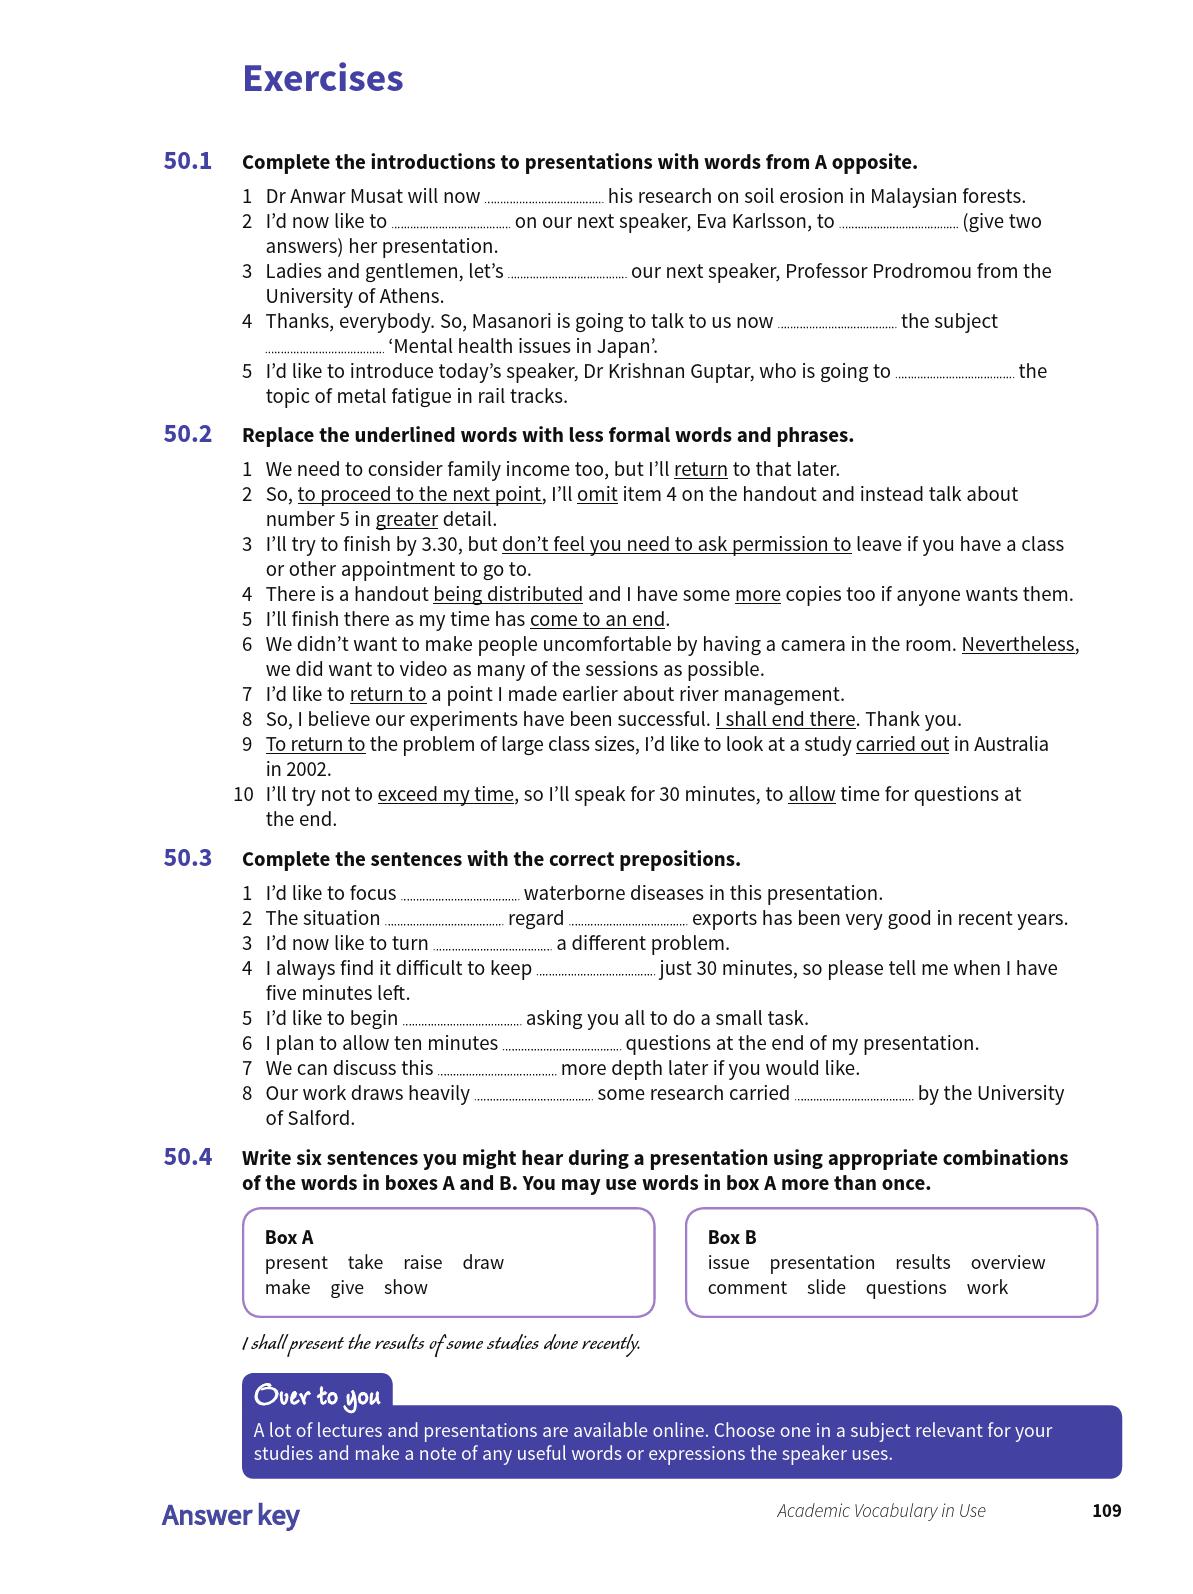 Exercises
50.1 Complete the introductions to presentations with words from A opposite.
1 Dr Anwar Musat will now .................................... his research on soil erosion in Malaysian forests.
2 I’d now like to .................................... on our next speaker, Eva Karlsson, to .................................... (give two
answers) her presentation.
3 Ladies and gentlemen, let’s .................................... our next speaker, Professor Prodromou from the
University of Athens.
4 Thanks, everybody. So, Masanori is going to talk to us now .................................... the subject
.................................... ‘Mental health issues in Japan’.
5 I’d like to introduce today’s speaker, Dr Krishnan Guptar, who is going to .................................... the
topic of metal fatigue in rail tracks.
50.2 Replace the underlined words with less formal words and phrases.
1 We need to consider family income too, but I’ll return to that later.
2 So, to proceed to the next point, I’ll omit item 4 on the handout and instead talk about
number 5 in greater detail.
3 I’ll try to finish by 3.30, but don’t feel you need to ask permission to leave if you have a class
or other appointment to go to.
4 There is a handout being distributed and I have some more copies too if anyone wants them.
5 I’ll finish there as my time has come to an end.
6 We didn’t want to make people uncomfortable by having a camera in the room. Nevertheless,
we did want to video as many of the sessions as possible.
7 I’d like to return to a point I made earlier about river management.
8 So, I believe our experiments have been successful. I shall end there. Thank you.
9 To return to the problem of large class sizes, I’d like to look at a study carried out in Australia
in 2002.
10 I’ll try not to exceed my time, so I’ll speak for 30 minutes, to allow time for questions at
the end.
50.3 Complete the sentences with the correct prepositions.
1 I’d like to focus .................................... waterborne diseases in this presentation.
2 The situation .................................... regard .................................... exports has been very good in recent years.
3 I’d now like to turn .................................... a different problem.
4 I always find it difficult to keep .................................... just 30 minutes, so please tell me when I have
five minutes left.
5 I’d like to begin .................................... asking you all to do a small task.
6 I plan to allow ten minutes .................................... questions at the end of my presentation.
7 We can discuss this .................................... more depth later if you would like.
8 Our work draws heavily .................................... some research carried .................................... by the University
of Salford.
50.4 Write six sentences you might hear during a presentation using appropriate combinations
of the words in boxes A and B. You may use words in box A more than once.
Box A
present take raise draw
make give show
Box B
issue presentation results overview
comment slide questions work
I shall present the results of some studies done recently.
Over to you
A lot of lectures and presentations are available online. Choose one in a subject relevant for your
studies and make a note of any useful words or expressions the speaker uses.
Answer key
Academic Vocabulary in Use 109